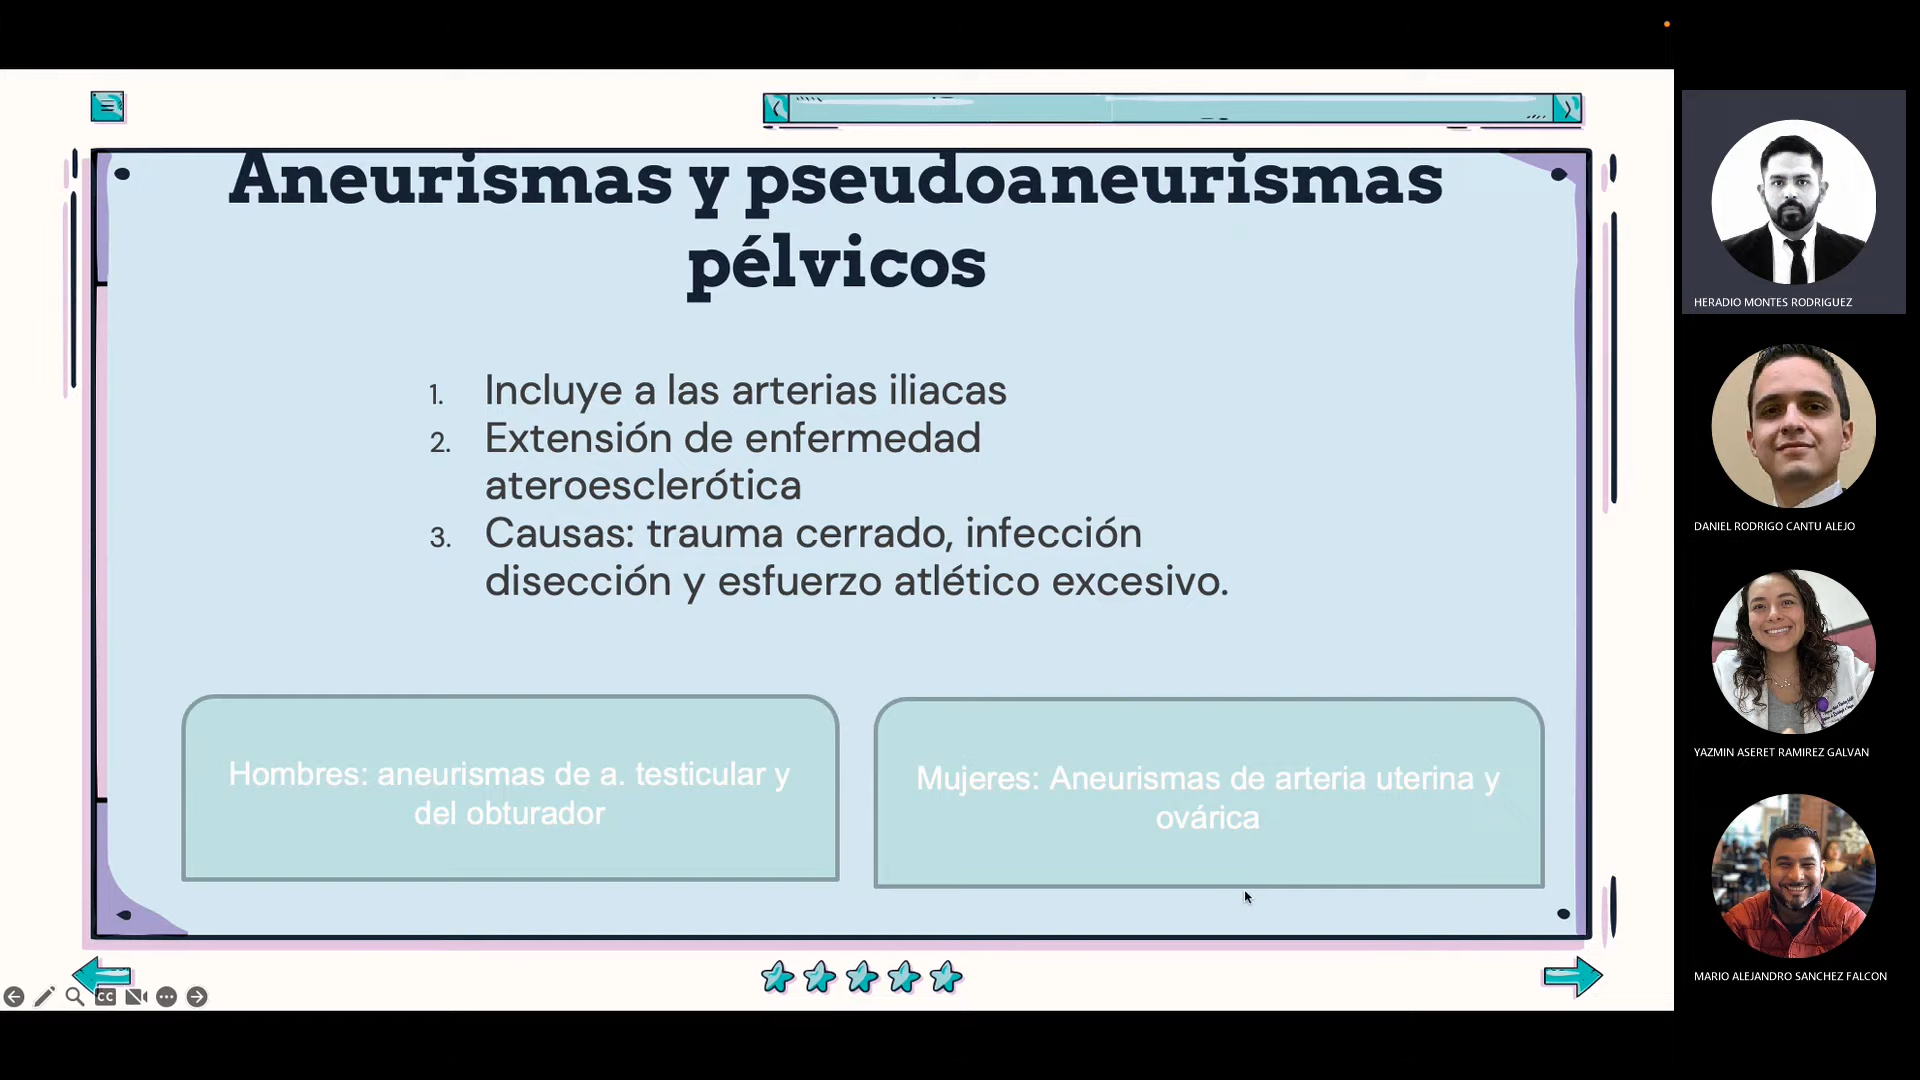 Aneurismas y pseudoaneurismas
pélvicos
1. Incluye a las arterias iliacas
2. Extensión de enfermedad
ateroesclerótica
3. Causas: trauma cerrado, infección
disección y esfuerzo atlético excesivo.
Hombres: aneurismas de a. testicular y
del obturador
Mujeres: Aneurismas de arteria uterina y
ovárica
CC
HERADIO MONTES RODRIGUEZ
DANIEL RODRIGO CANTU ALEJO
YAZMIN ASERET RAMIREZ GALVAN
MARIO ALEJANDRO SANCHEZ FALCON